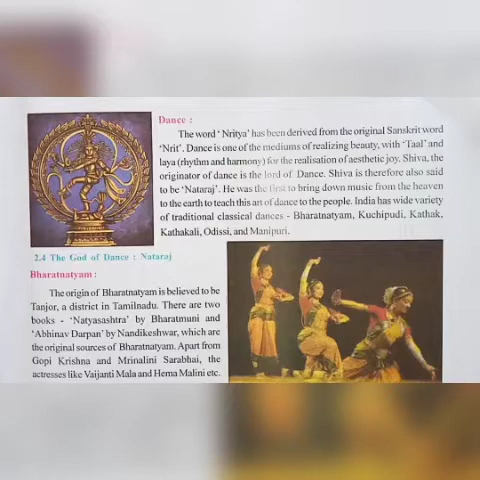 Dance :
The word ‘ Nritya’ has been derived from the original Sanskrit word
‘Nrit’. Dance is one of the mediums of realizing beauty, with ‘Taal’ and
laya (rhythm and harmony) for the realisation of aesthetic joy. Shiva, the
originator of dance is the lord of Dance. Shiva is therefore also said
to be ‘Nataraj’. He was the first to bring down music from the heaven
to the earth to teach this art of dance to the people. India has wide variety
of traditional classical dances - Bharatnatyam, Kuchipudi, Kathak,
Kathakali, Odissi, and Manipuri.
2.4 The God of Dance : Nataraj
Bharatnatyam :
The origin of Bharatnatyam is believed to be
Tanjor, a district in Tamilnadu. There are two
books - ‘Natyasashtra’ by Bharatmuni and
‘Abhinav Darpan’ by Nandikeshwar, which are
the original sources of Bharatnatyam. Apart from
Gopi Krishna and Mrinalini Sarabhai, the
actresses like Vaijanti Mala and Hema Malini etc.